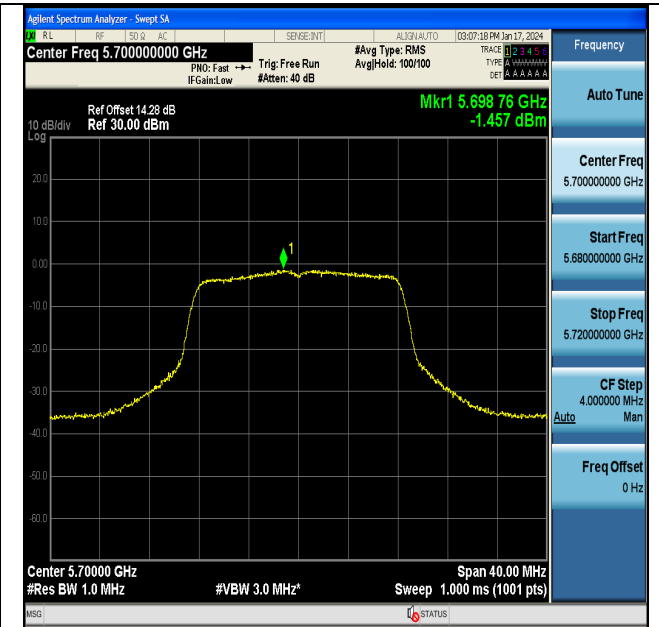 Agilent Spectrum Analyzer - Swept SA
LXI RL RF 50 Ω AC SENSE:INT ALIGN AUTO 03:07:18 PM Jan 17, 2024
Center Freq 5.700000000 GHz
PNO: Fast
IFGain:Low
Trig: Free Run
#Atten: 40 dB
#Avg Type: RMS
Avg|Hold: 100/100
TRACE 1 2 3 4 5 6
TYPE A WWWWW
DET A A A A A A
Ref Offset 14.28 dB
10 dB/div Ref 30.00 dBm
Log
Mkr1 5.698 76 GHz
-1.457 dBm
20.0
10.0
0.00
-10.0
-20.0
-30.0
-40.0
-50.0
-60.0
1
Center 5.70000 GHz Span 40.00 MHz
#Res BW 1.0 MHz #VBW 3.0 MHz* Sweep 1.000 ms (1001 pts)
MSG STATUS
Frequency
Auto Tune
Center Freq
5.700000000 GHz
Start Freq
5.680000000 GHz
Stop Freq
5.720000000 GHz
CF Step
4.000000 MHz
Auto Man
Freq Offset
0 Hz